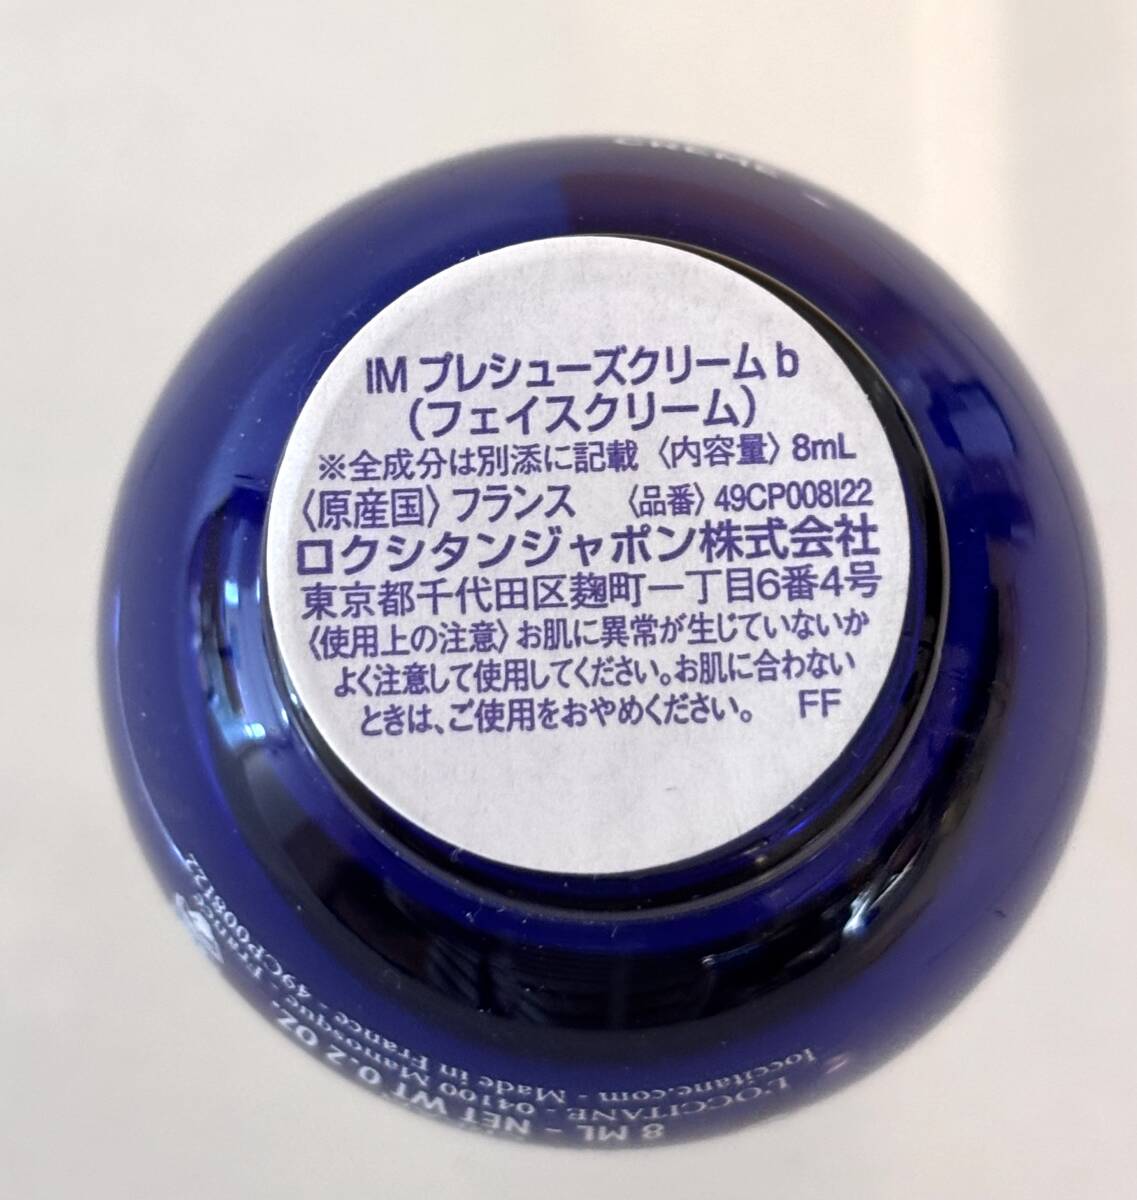 CREME
IM プレシューズクリーム b
（フェイスクリーム）
※全成分は別添に記載 〈内容量〉 8mL
〈原産国〉フランス 〈品番〉49CP008I22
ロクシタンジャポン株式会社
東京都千代田区麹町一丁目6番4号
〈使用上の注意〉お肌に異常が生じていないか
よく注意して使用してください。お肌に合わない
ときは、ご使用をおやめください。 FF
8 ML - NET WT 0.2 OZ.
L'OCCITANE - 04100 Manosque - France
loccitane.com - Made in France - 49CP008I22